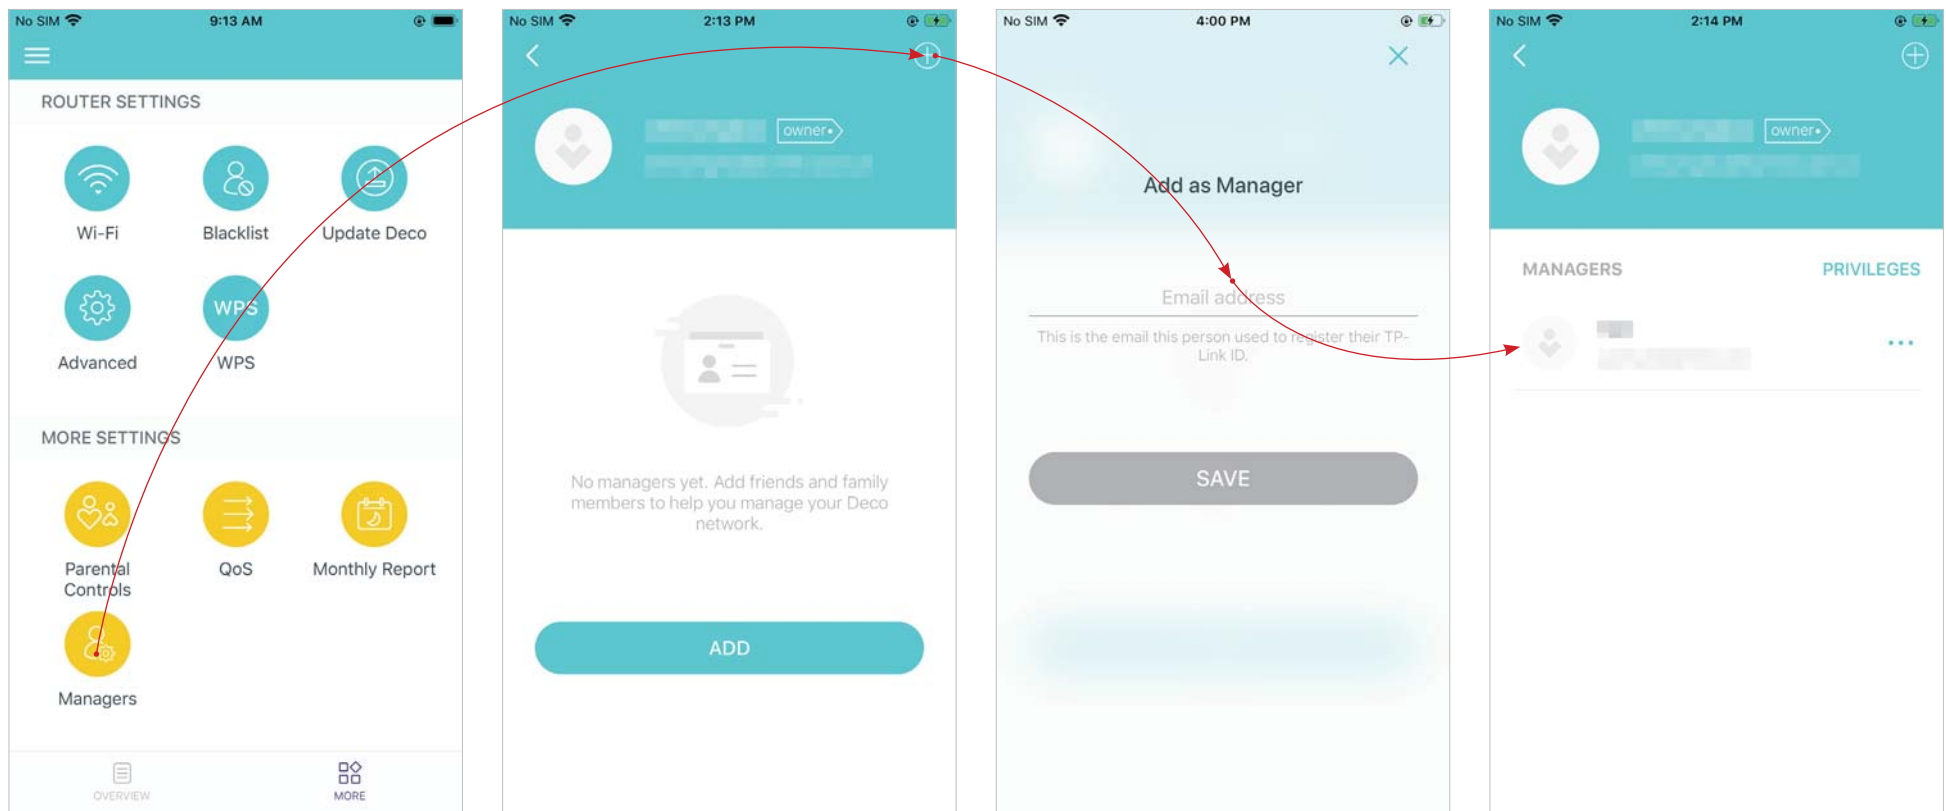 No SIM 9:13 AM
ROUTER SETTINGS
Wi-Fi Blacklist Update Deco
WPS
Advanced WPS
MORE SETTINGS
Parental
Controls
QoS
Monthly Report
Managers
OVERVIEW MORE
No SIM 2:13 PM
owner
No managers yet. Add friends and family
members to help you manage your Deco
network.
ADD
No SIM 4:00 PM
Add as Manager
Email address
This is the email this person used to register their TP-
Link ID.
SAVE
No SIM 2:14 PM
owner
MANAGERS PRIVILEGES